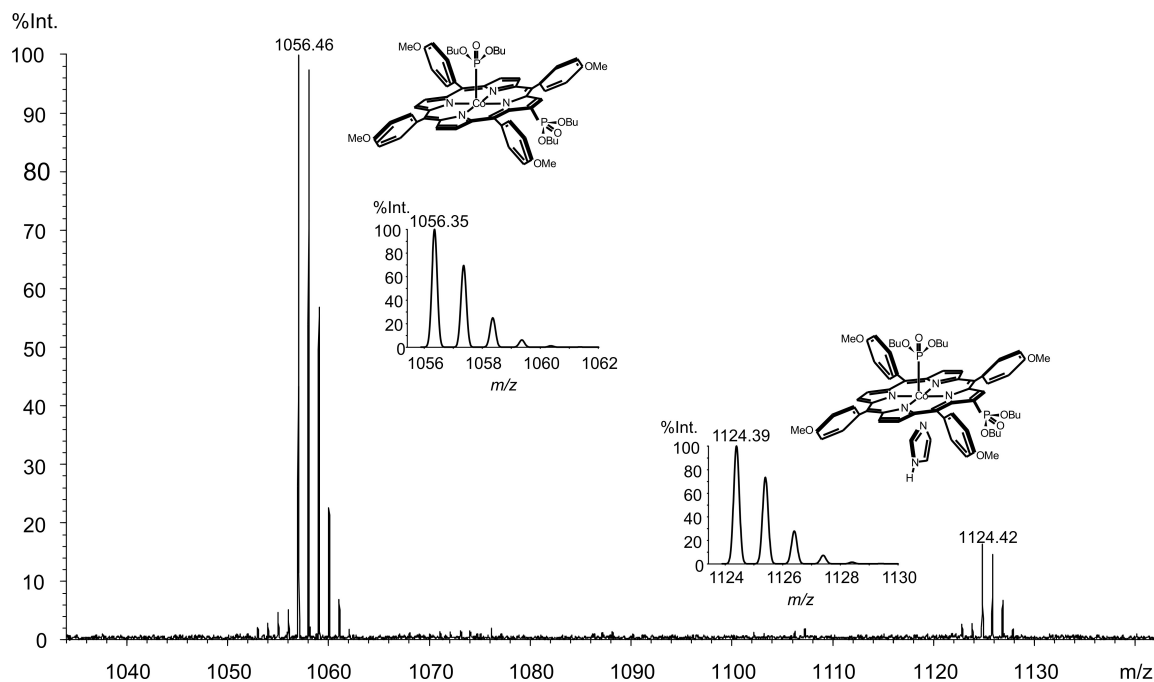 %Int.
1056.46
100
90
80
70
60
50
40
30
20
10
0
1040
1050
1060
1070
1080
1090
1100
1110
1120
1130
m/z
MeO
O
BuO
OBu
P
OMe
N
N
Co
N
N
P
OBu
O
OBu
MeO
OMe
%Int.
1056.35
100
80
60
40
20
0
1056
1058
1060
1062
m/z
MeO
O
BuO
OBu
P
OMe
N
N
Co
N
N
P
OBu
O
OBu
MeO
OMe
N
N
H
%Int.
1124.39
100
80
60
40
20
0
1124
1126
1128
1130
m/z
1124.42